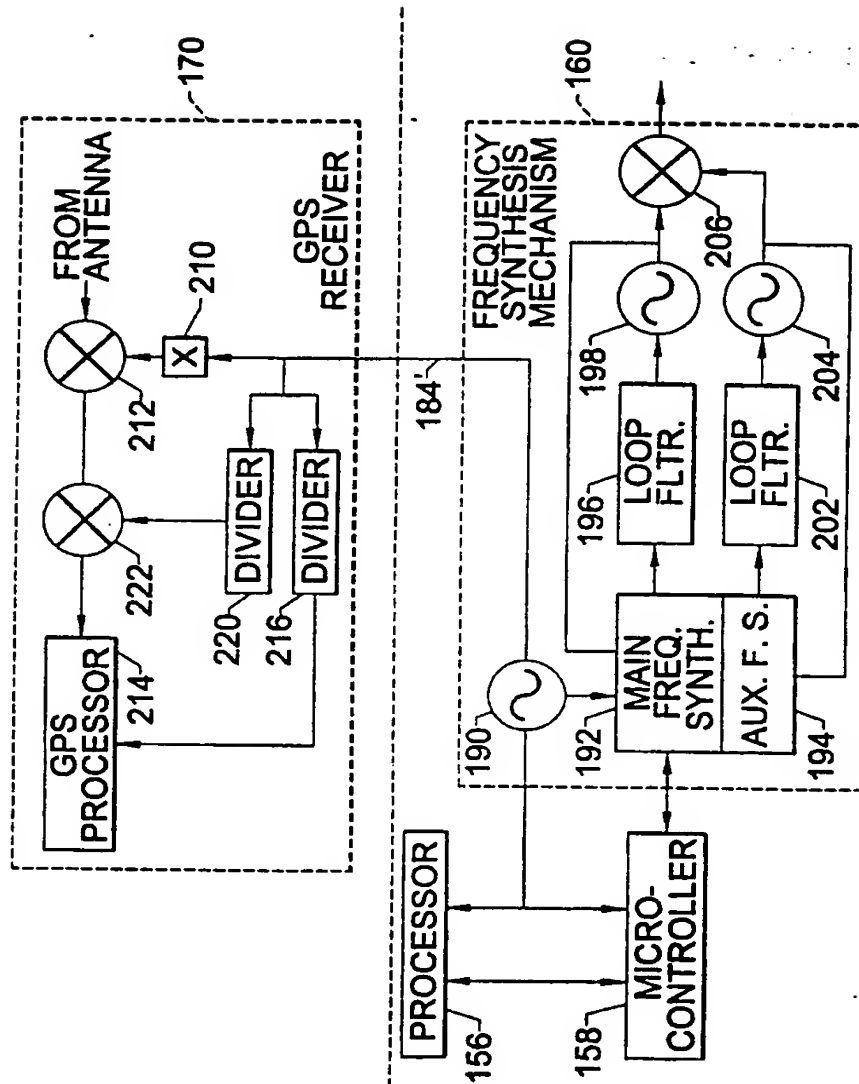 170
FROM
ANTENNA
212
X
210
GPS
RECEIVER
222
DIVIDER
220
DIVIDER
216
GPS
PROCESSOR
214
184'
160
FREQUENCY
SYNTHESIS
MECHANISM
206
198
204
LOOP
FLTR.
196
LOOP
FLTR.
202
190
MAIN
FREQ.
SYNTH.
192
AUX. F. S.
194
PROCESSOR
156
MICRO-
CONTROLLER
158